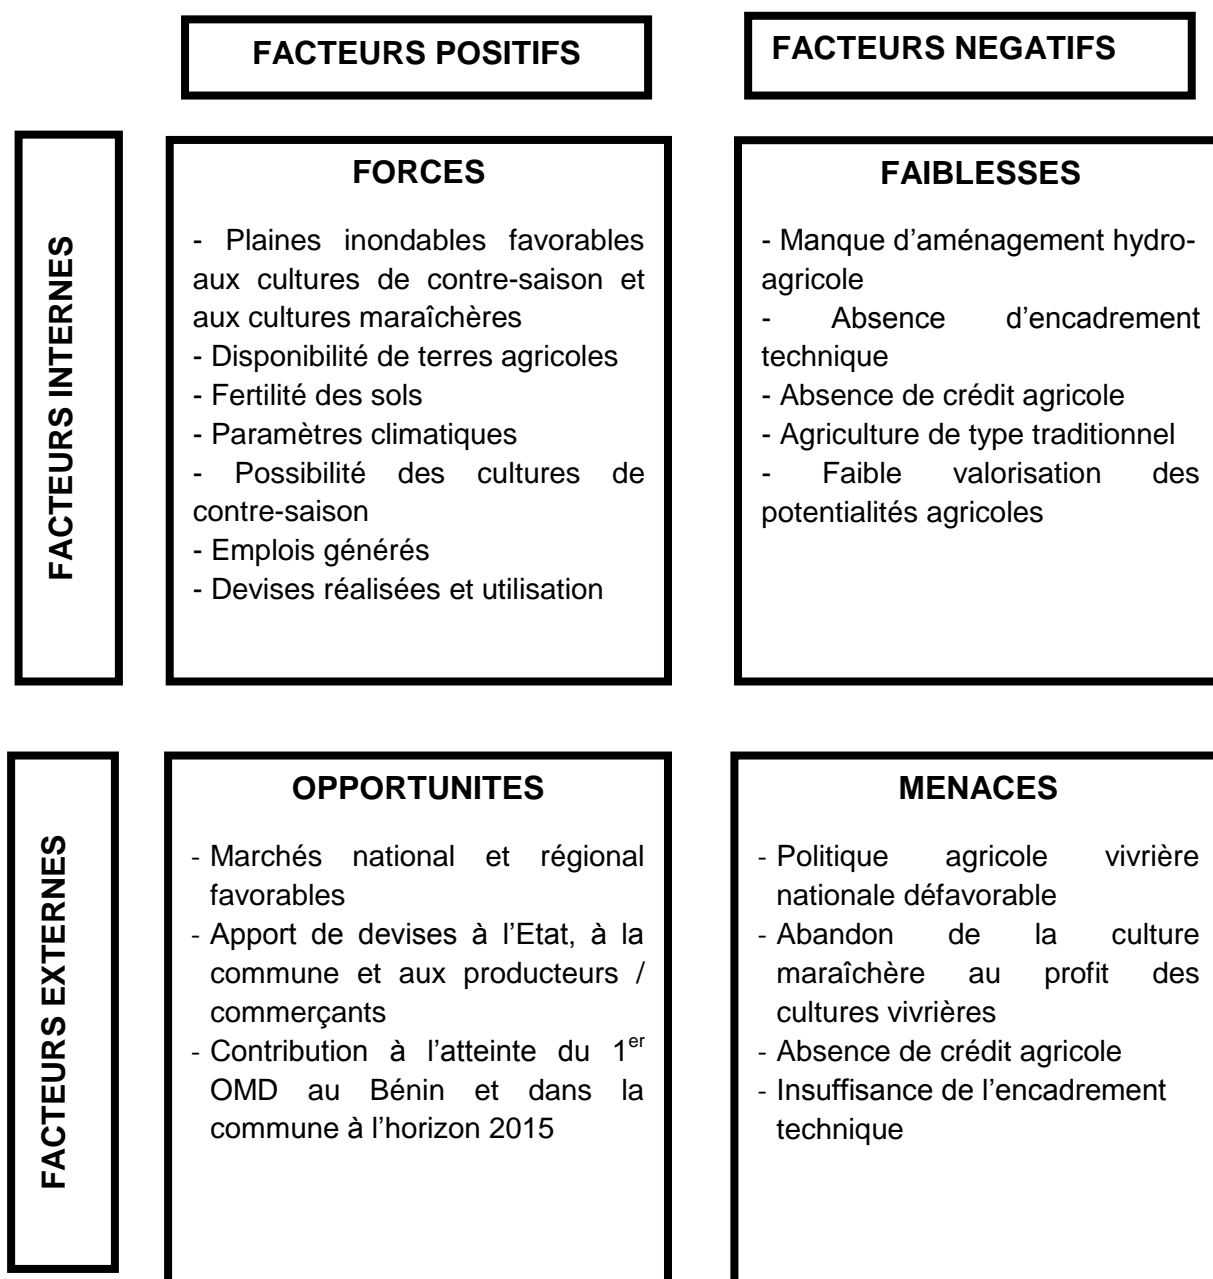 FACTEURS POSITIFS
FACTEURS NEGATIFS
FACTEURS INTERNES
FORCES
- Plaines inondables favorables
aux cultures de contre-saison et
aux cultures maraîchères
- Disponibilité de terres agricoles
- Fertilité des sols
- Paramètres climatiques
- Possibilité des cultures de
contre-saison
- Emplois générés
- Devises réalisées et utilisation
FAIBLESSES
- Manque d’aménagement hydro-
agricole
- Absence d’encadrement
technique
- Absence de crédit agricole
- Agriculture de type traditionnel
- Faible valorisation des
potentialités agricoles
FACTEURS EXTERNES
OPPORTUNITES
- Marchés national et régional
favorables
- Apport de devises à l’Etat, à la
commune et aux producteurs /
commerçants
- Contribution à l’atteinte du 1er
OMD au Bénin et dans la
commune à l’horizon 2015
MENACES
- Politique agricole vivrière
nationale défavorable
- Abandon de la culture
maraîchère au profit des
cultures vivrières
- Absence de crédit agricole
- Insuffisance de l’encadrement
technique